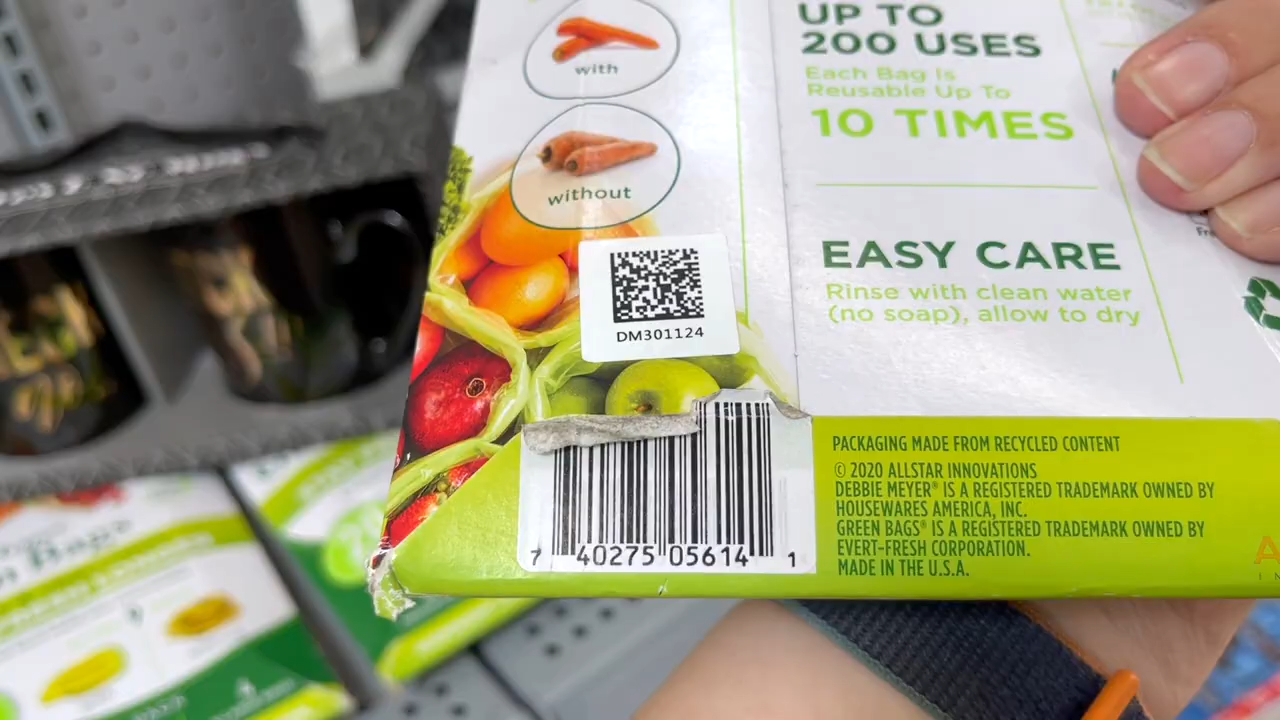 with
without
UP TO
200 USES
Each Bag Is
Reusable Up To
10 TIMES
EASY CARE
Rinse with clean water
(no soap), allow to dry
DM301124
7 40275 05614 1
PACKAGING MADE FROM RECYCLED CONTENT
© 2020 ALLSTAR INNOVATIONS
DEBBIE MEYER® IS A REGISTERED TRADEMARK OWNED BY
HOUSEWARES AMERICA, INC.
GREEN BAGS® IS A REGISTERED TRADEMARK OWNED BY
EVERT-FRESH CORPORATION.
MADE IN THE U.S.A.